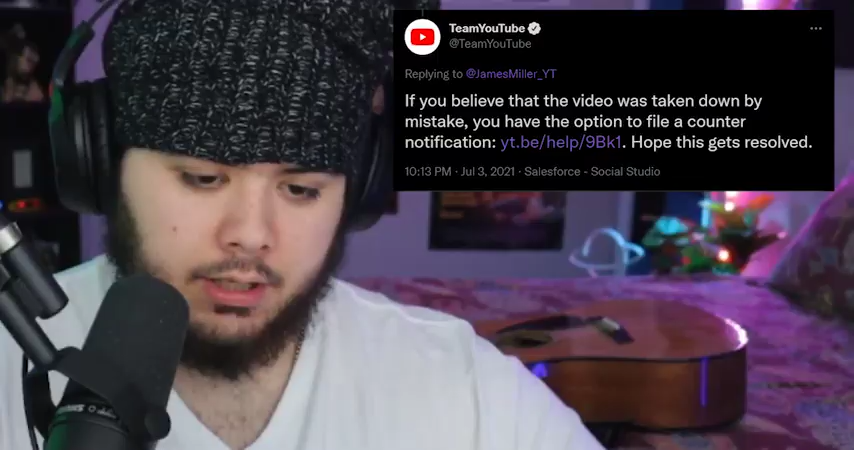 TeamYouTube
@TeamYouTube
Replying to @JamesMiller_YT
If you believe that the video was taken down by
mistake, you have the option to file a counter
notification: yt.be/help/9Bk1. Hope this gets resolved.
10:13 PM · Jul 3, 2021 · Salesforce - Social Studio
SHURE